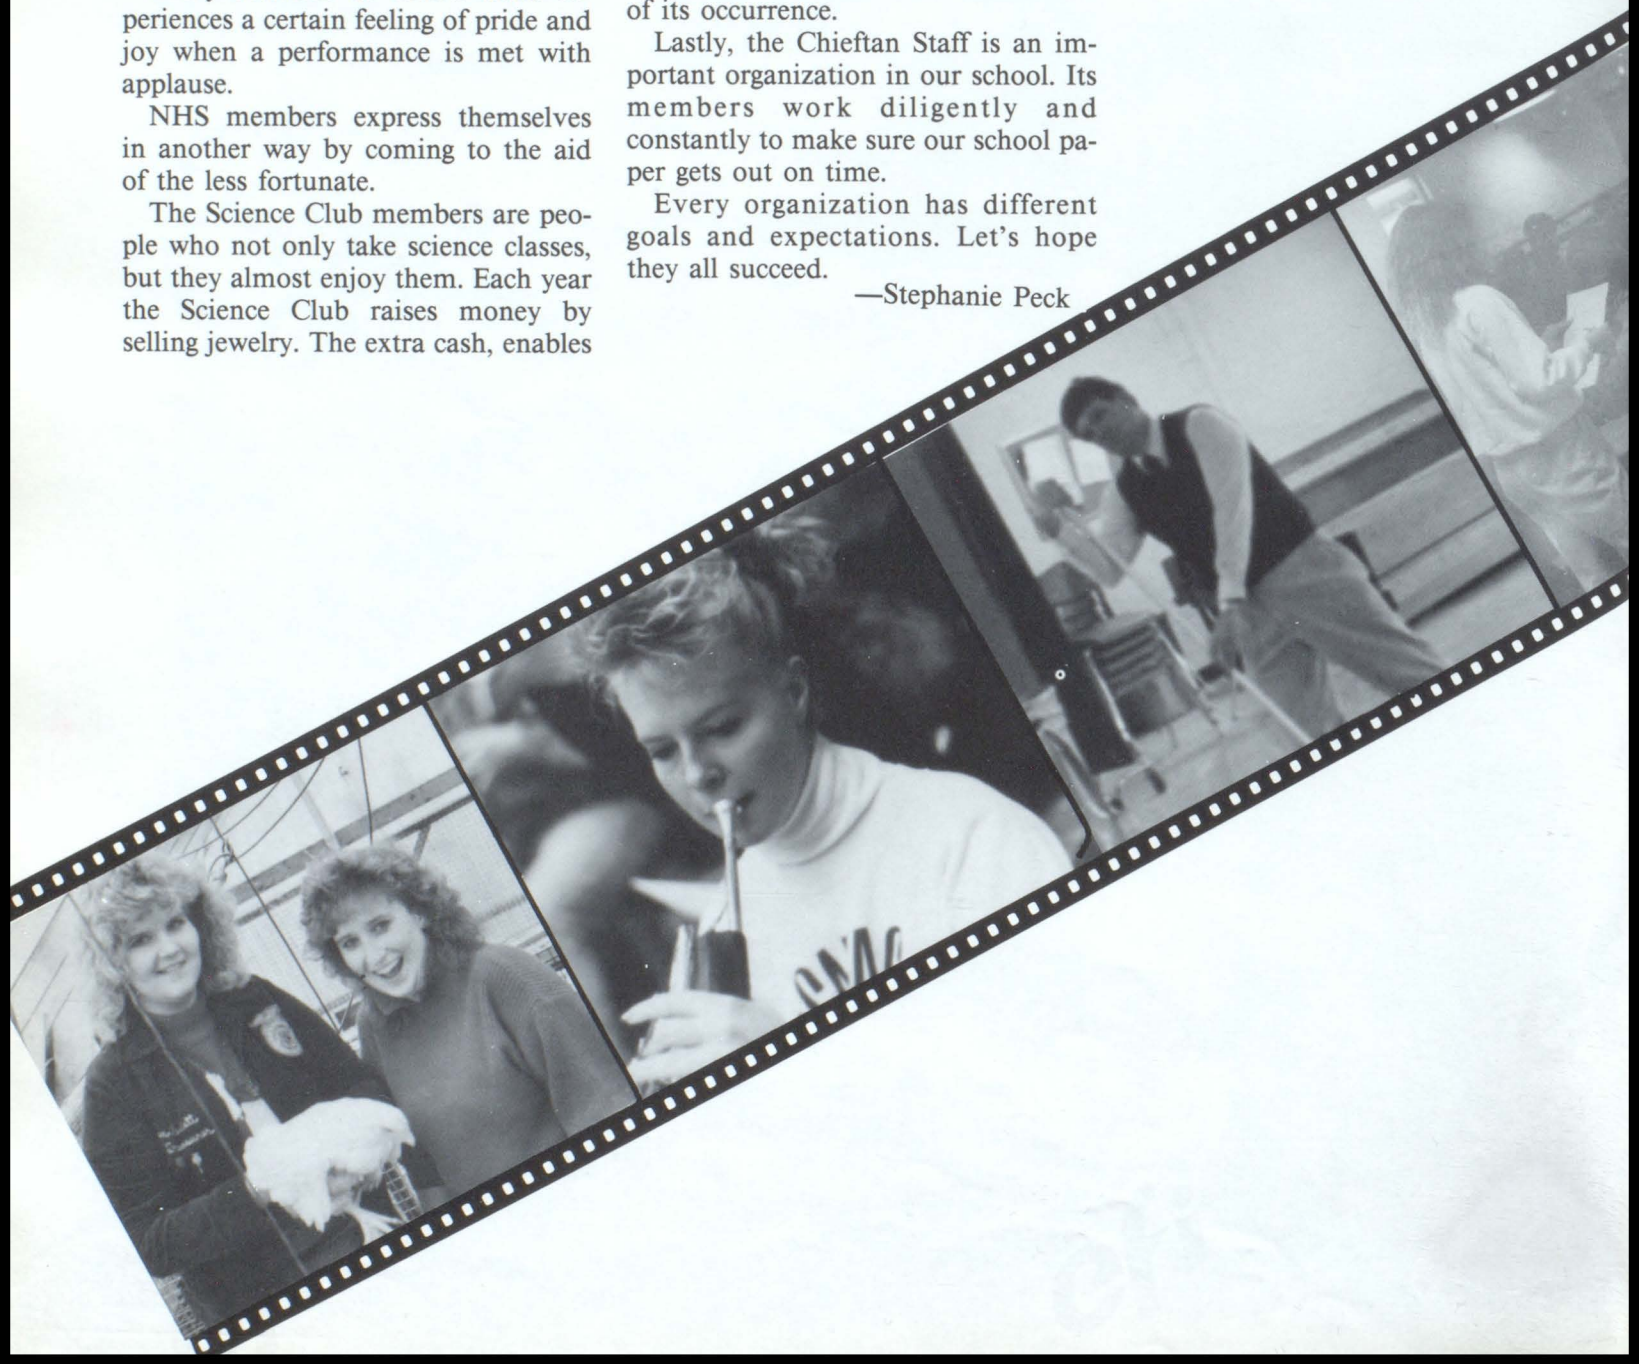 periences a certain feeling of pride and
joy when a performance is met with
applause.
NHS members express themselves
in another way by coming to the aid
of the less fortunate.
The Science Club members are peo-
ple who not only take science classes,
but they almost enjoy them. Each year
the Science Club raises money by
selling jewelry. The extra cash, enables
of its occurrence.
Lastly, the Chieftan Staff is an im-
portant organization in our school. Its
members work diligently and
constantly to make sure our school pa-
per gets out on time.
Every organization has different
goals and expectations. Let's hope
they all succeed.
—Stephanie Peck